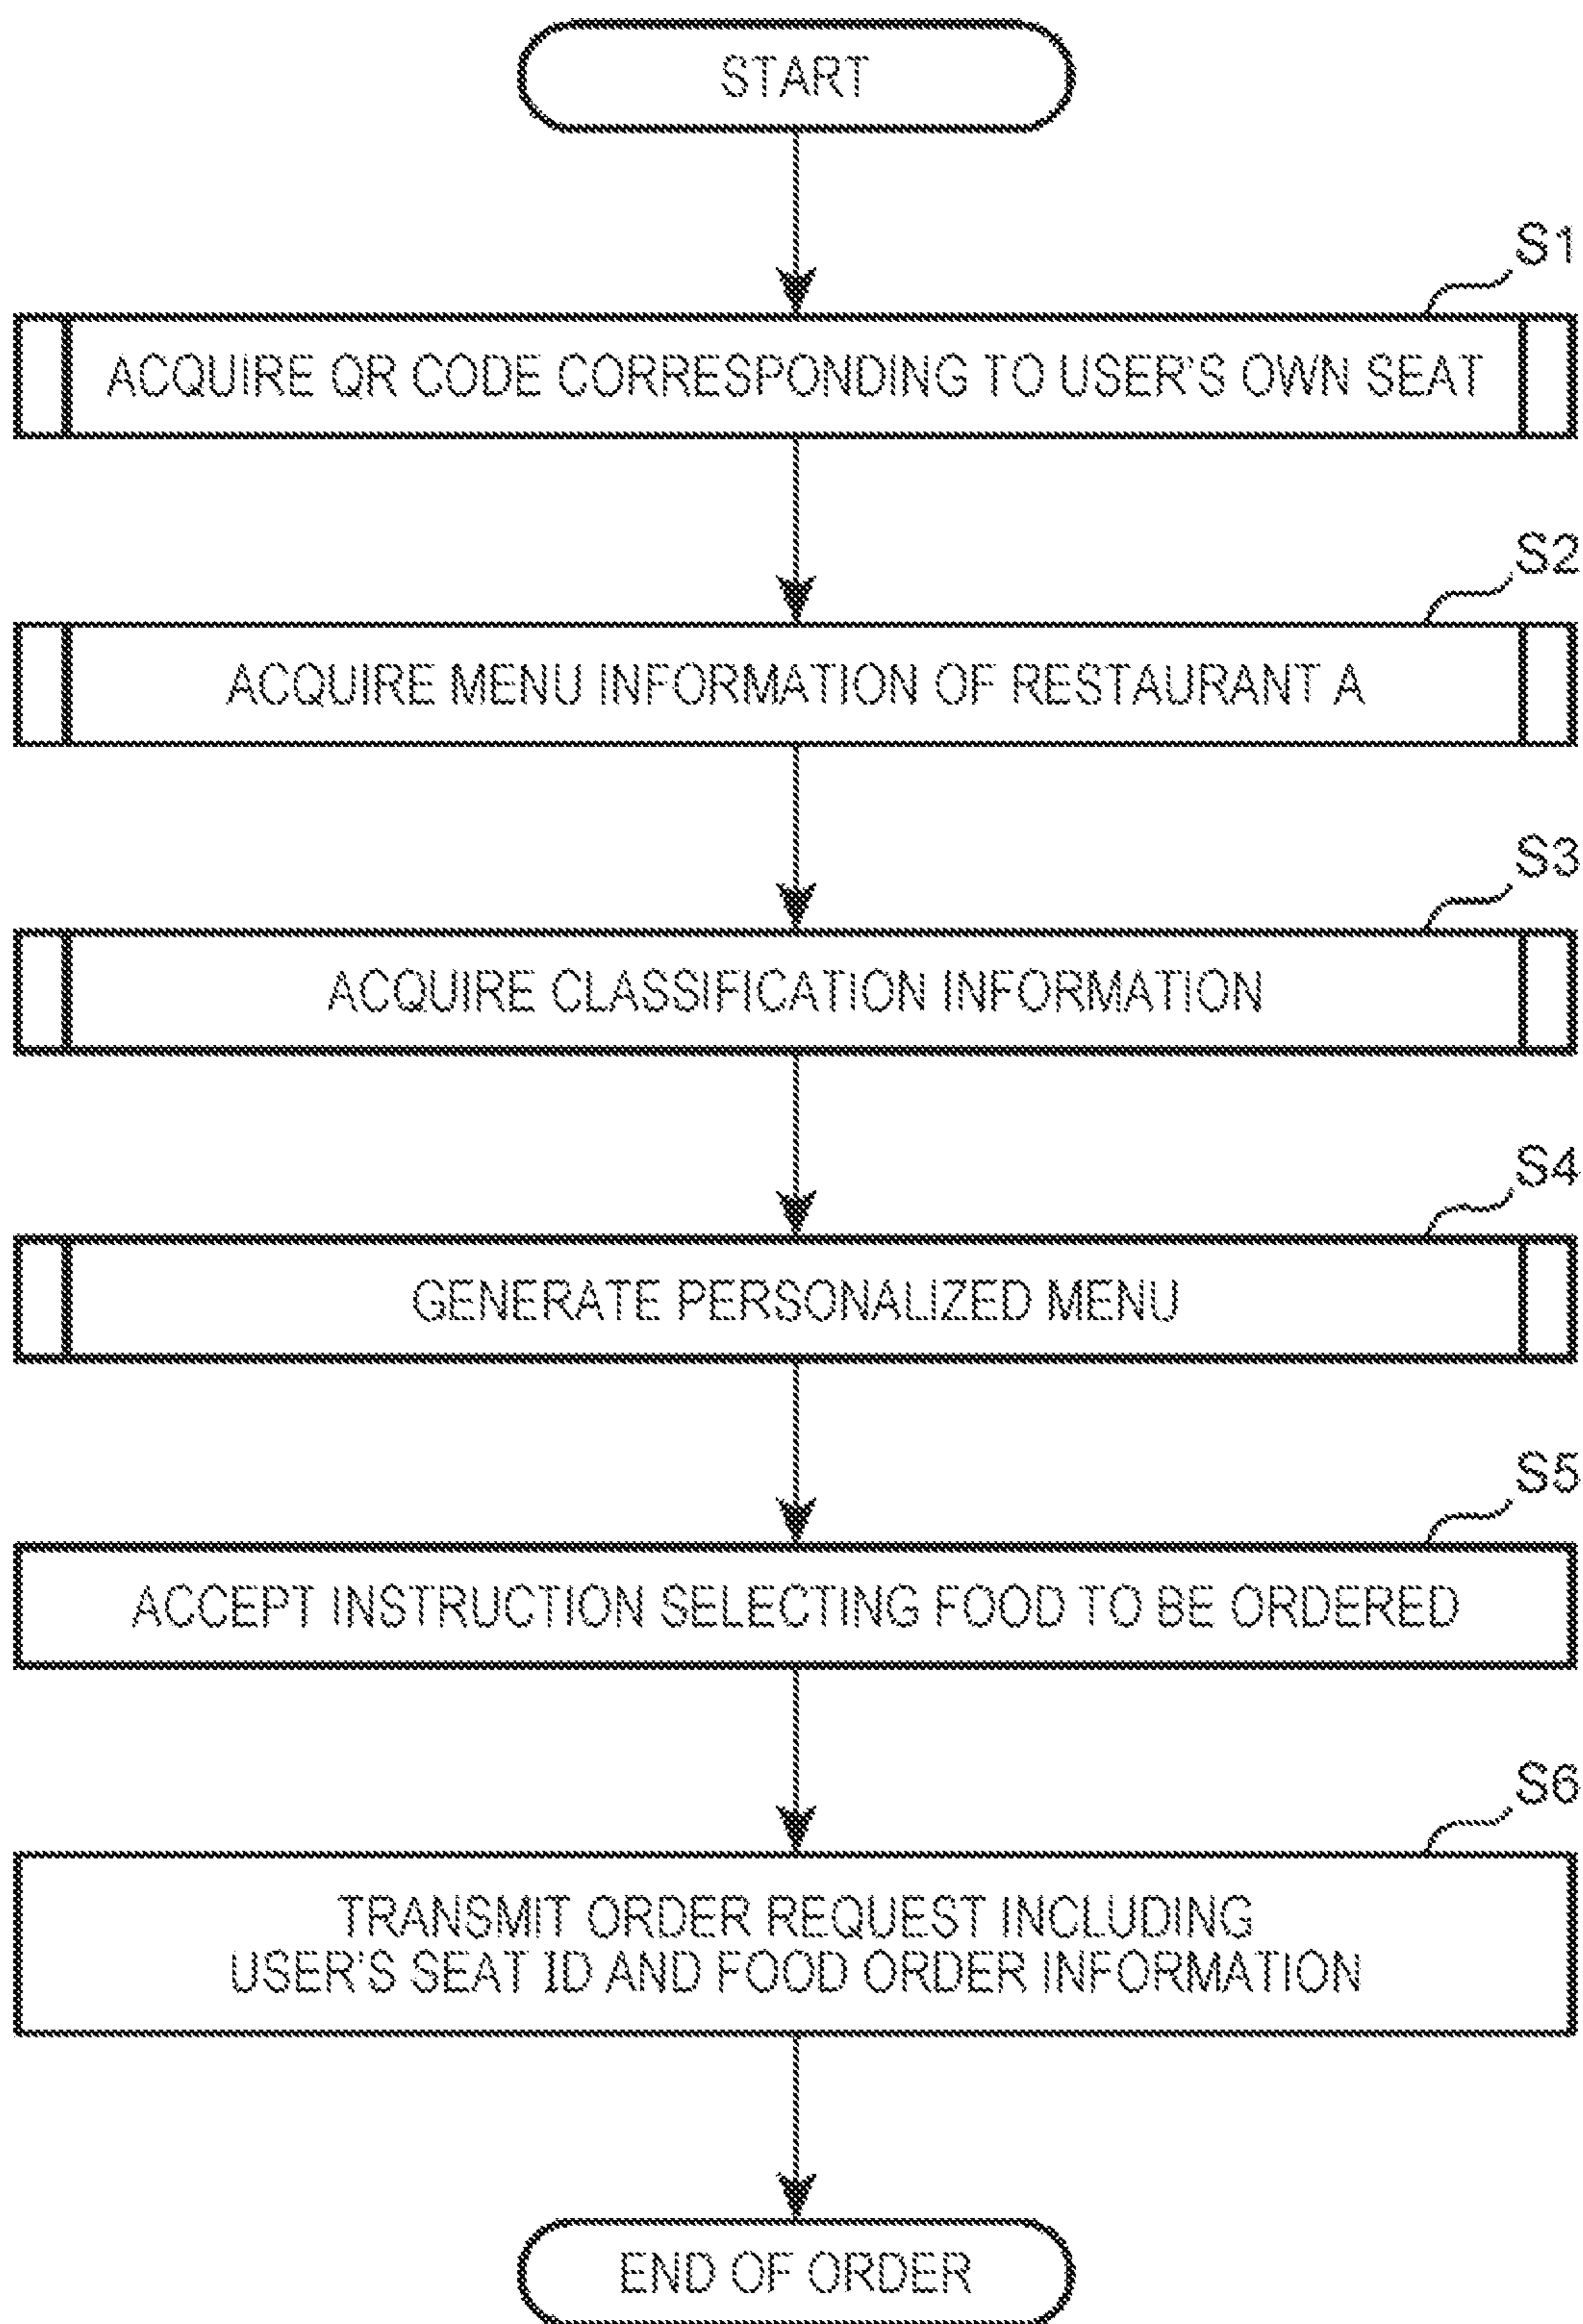 START
S1
ACQUIRE QR CODE CORRESPONDING TO USER'S OWN SEAT
S2
ACQUIRE MENU INFORMATION OF RESTAURANT A
S3
ACQUIRE CLASSIFICATION INFORMATION
S4
GENERATE PERSONALIZED MENU
S5
ACCEPT INSTRUCTION SELECTING FOOD TO BE ORDERED
S6
TRANSMIT ORDER REQUEST INCLUDING
USER'S SEAT ID AND FOOD ORDER INFORMATION
END OF ORDER